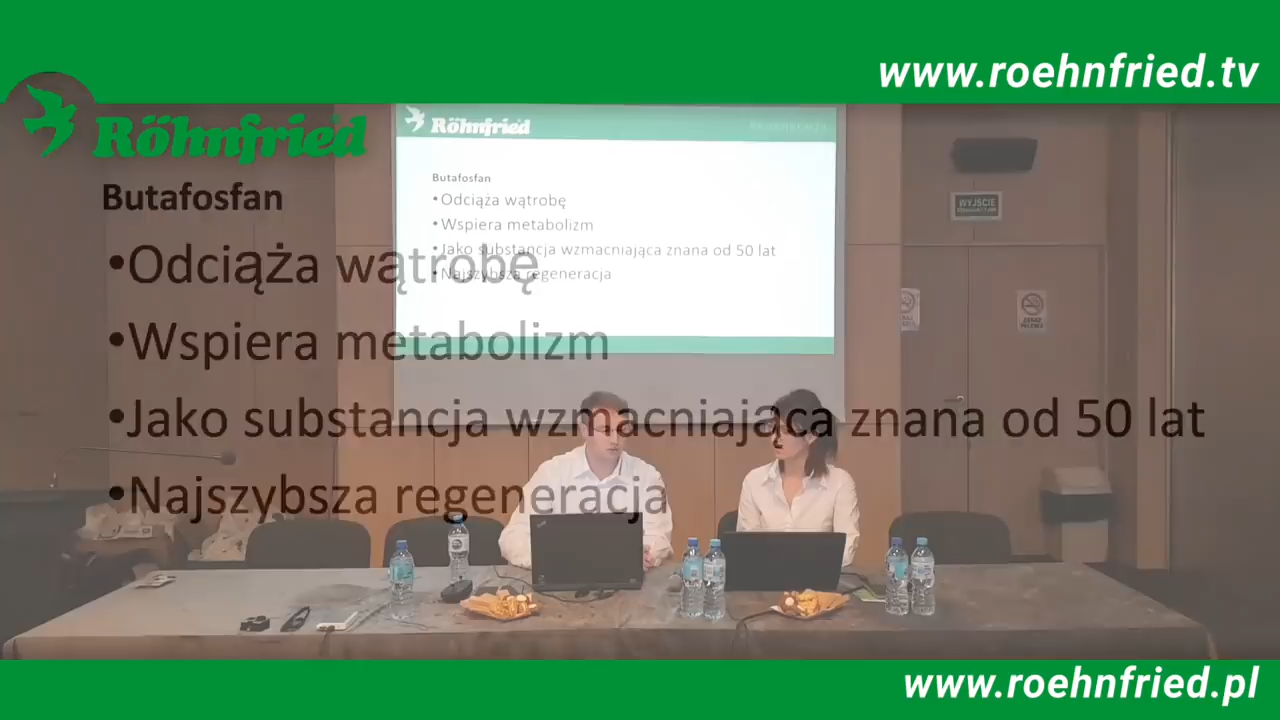 www.roehnfried.tv
Röhnfried
Butafosfan
•Odciąża wątrobę
•Wspiera metabolizm
•Jako substancja wzmacniająca znana od 50 lat
•Najszybsza regeneracja
Röhnfried
Regeneracja
Butafosfan
•Odciąża wątrobę
•Wspiera metabolizm
•Jako substancja wzmacniająca znana od 50 lat
•Najszybsza regeneracja
WYJŚCIE
www.roehnfried.pl